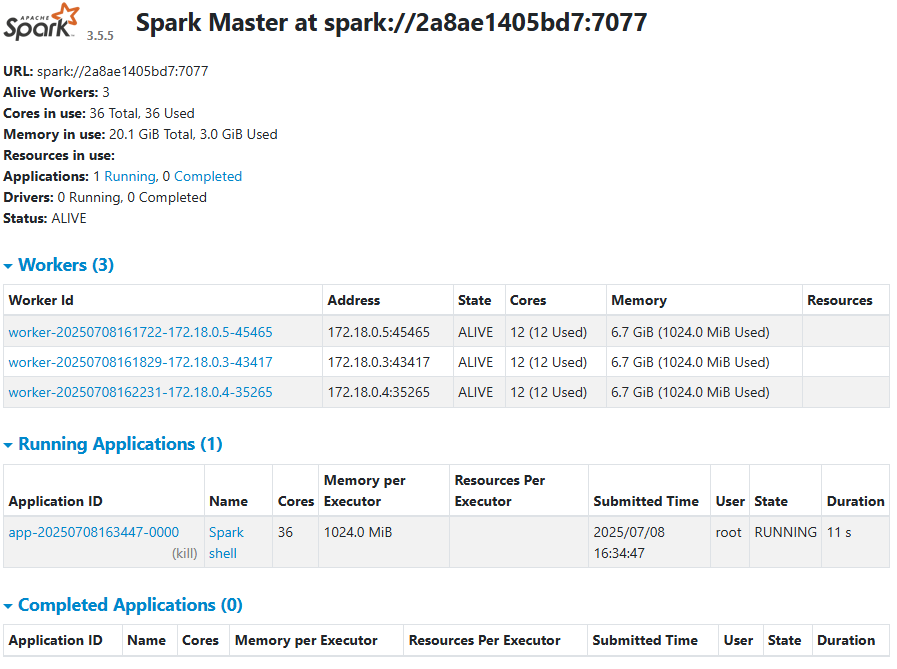 APACHE
Spark 3.5.5 Spark Master at spark://2a8ae1405bd7:7077
URL: spark://2a8ae1405bd7:7077
Alive Workers: 3
Cores in use: 36 Total, 36 Used
Memory in use: 20.1 GiB Total, 3.0 GiB Used
Resources in use:
Applications: 1 Running, 0 Completed
Drivers: 0 Running, 0 Completed
Status: ALIVE
Workers (3)
Worker Id Address State Cores Memory Resources
worker-20250708161722-172.18.0.5-45465 172.18.0.5:45465 ALIVE 12 (12 Used) 6.7 GiB (1024.0 MiB Used)
worker-20250708161829-172.18.0.3-43417 172.18.0.3:43417 ALIVE 12 (12 Used) 6.7 GiB (1024.0 MiB Used)
worker-20250708162231-172.18.0.4-35265 172.18.0.4:35265 ALIVE 12 (12 Used) 6.7 GiB (1024.0 MiB Used)
Running Applications (1)
Memory per Resources Per
Application ID Name Cores Executor Executor Submitted Time User State Duration
app-20250708163447-0000 Spark 36 1024.0 MiB 2025/07/08 root RUNNING 11 s
(kill) shell 16:34:47
Completed Applications (0)
Application ID Name Cores Memory per Executor Resources Per Executor Submitted Time User State Duration